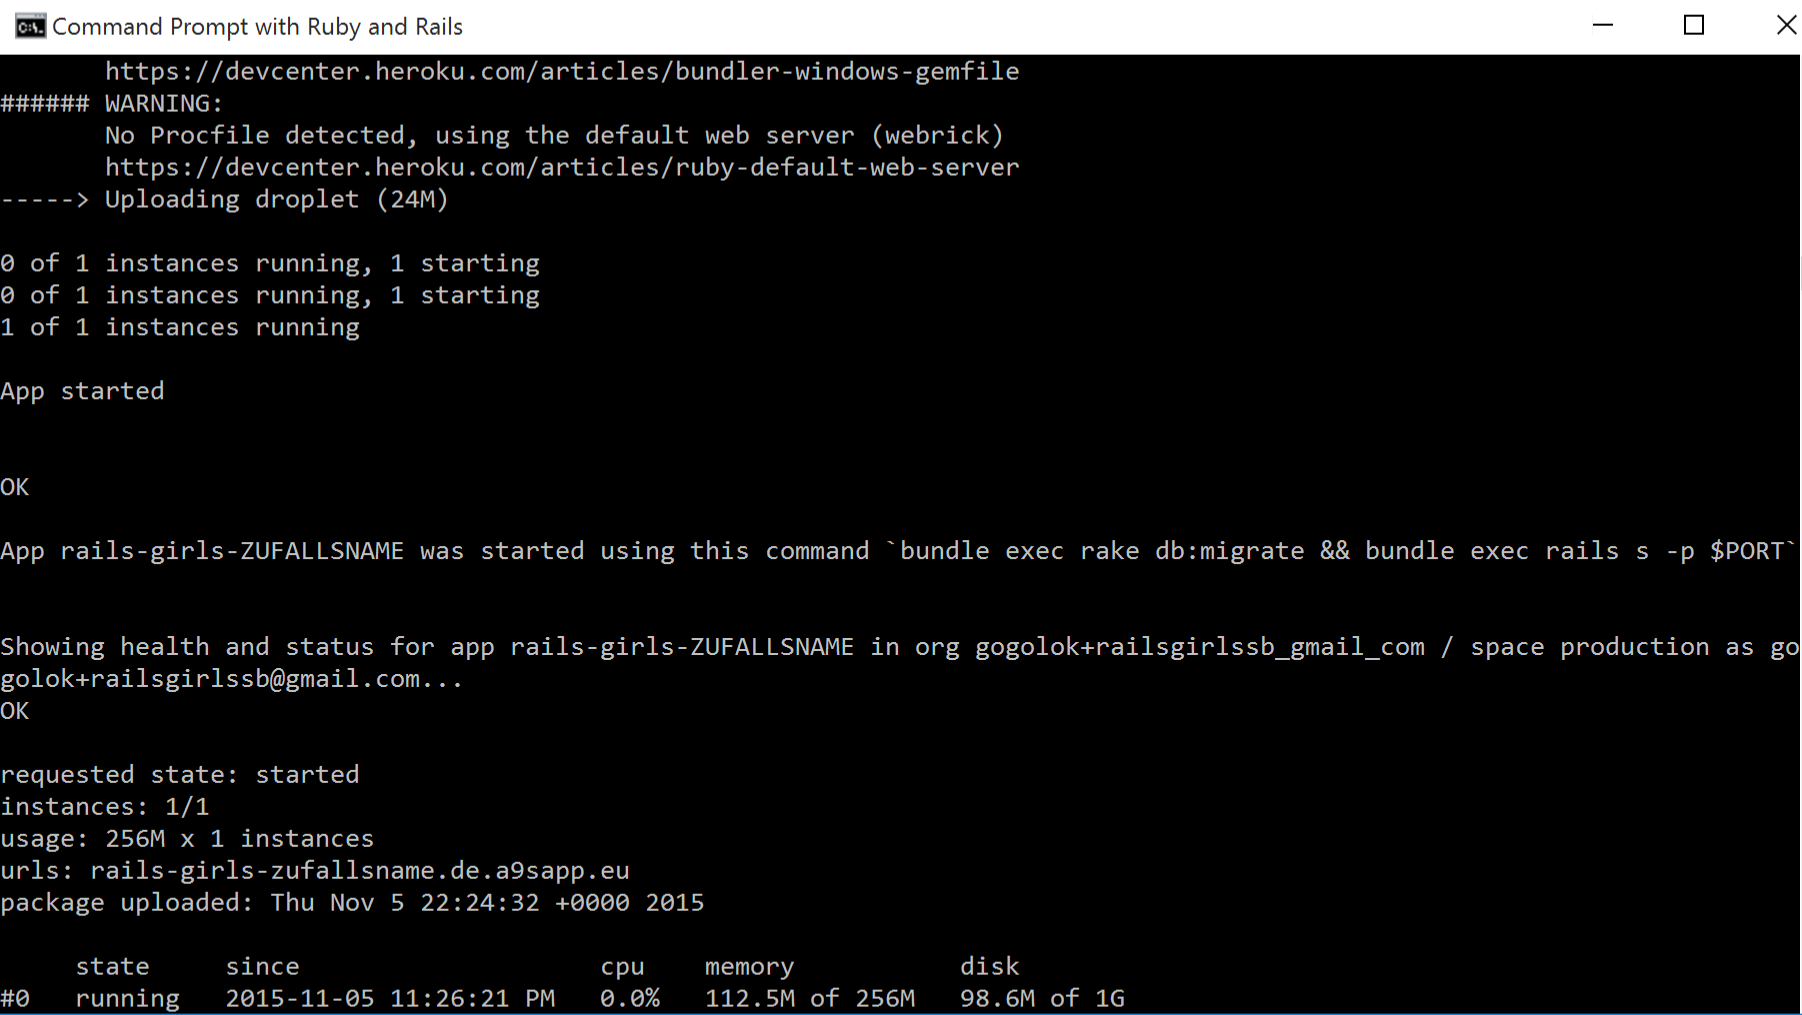 Command Prompt with Ruby and Rails
https://devcenter.heroku.com/articles/bundler-windows-gemfile
###### WARNING:
No Procfile detected, using the default web server (webrick)
https://devcenter.heroku.com/articles/ruby-default-web-server
-----> Uploading droplet (24M)
0 of 1 instances running, 1 starting
0 of 1 instances running, 1 starting
1 of 1 instances running
App started
OK
App rails-girls-ZUFALLSNAME was started using this command `bundle exec rake db:migrate && bundle exec rails s -p $PORT`
Showing health and status for app rails-girls-ZUFALLSNAME in org gogolok+railsgirlssb_gmail_com / space production as go
golok+railsgirlssb@gmail.com...
OK
requested state: started
instances: 1/1
usage: 256M x 1 instances
urls: rails-girls-zufallsname.de.a9sapp.eu
package uploaded: Thu Nov 5 22:24:32 +0000 2015
state since cpu memory disk
#0 running 2015-11-05 11:26:21 PM 0.0% 112.5M of 256M 98.6M of 1G